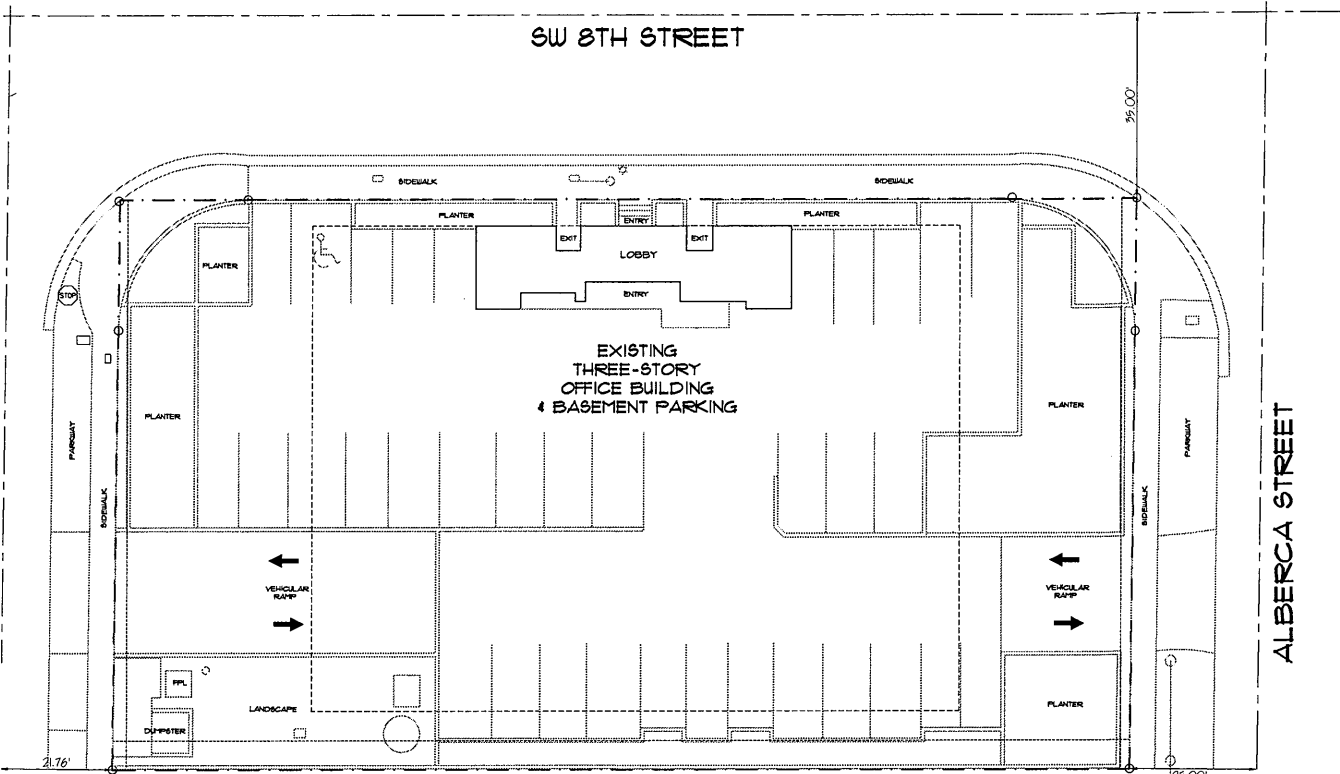 SW 8TH STREET
35.00'
SIDEWALK
SIDEWALK
PLANTER
ENTRY
PLANTER
EXIT
EXIT
LOBBY
PLANTER
ENTRY
STOP
EXISTING
THREE-STORY
OFFICE BUILDING
& BASEMENT PARKING
PLANTER
PLANTER
PARKWAY
PARKWAY
SIDEWALK
SIDEWALK
ALBERCA STREET
VEHICULAR
RAMP
VEHICULAR
RAMP
FPL
LANDSCAPE
PLANTER
DUMPSTER
21.76'